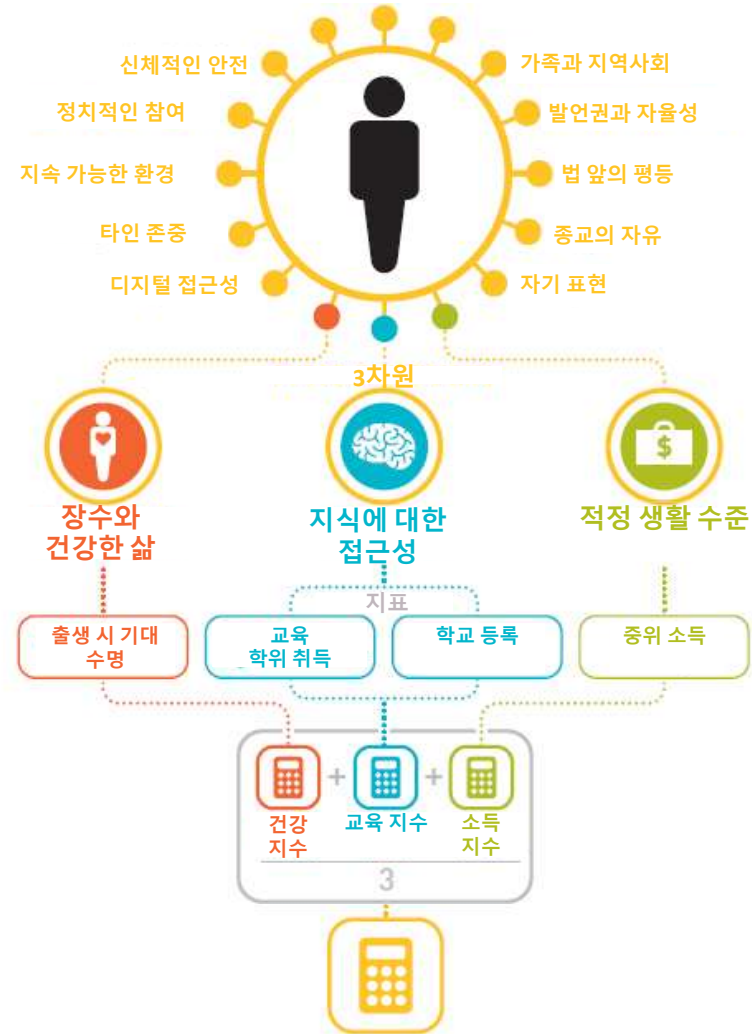 신체적인 안전
가족과 지역사회
정치적인 참여
발언권과 자율성
지속 가능한 환경
법 앞의 평등
타인 존중
종교의 자유
디지털 접근성
자기 표현
3차원
$
장수와
건강한 삶
지식에 대한
접근성
적정 생활 수준
지표
출생 시 기대
수명
교육
학위 취득
학교 등록
중위 소득
+
+
건강
지수
교육 지수
소득
지수
3